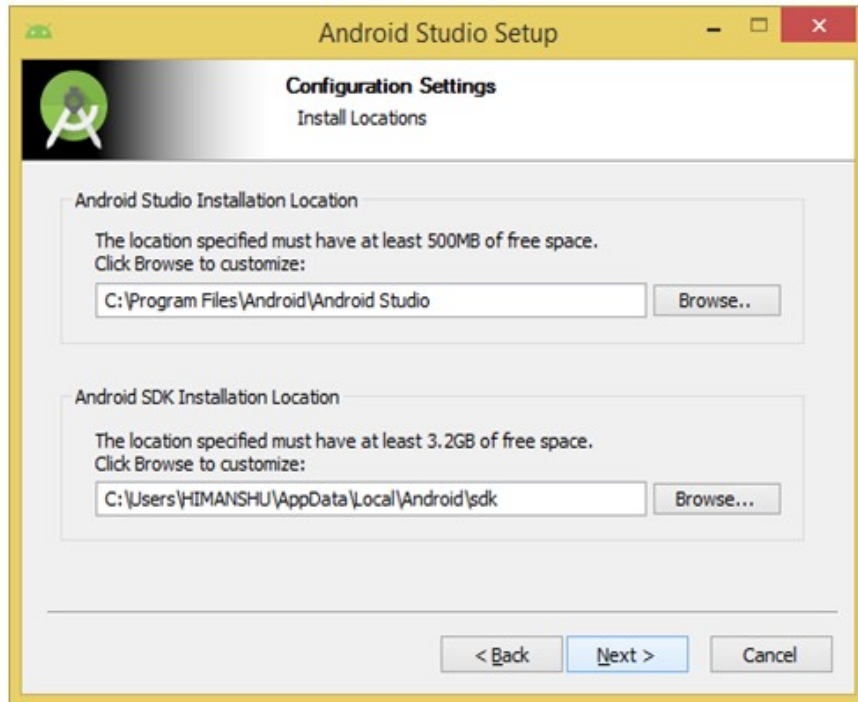 Android Studio Setup
Configuration Settings
Install Locations
Android Studio Installation Location
The location specified must have at least 500MB of free space.
Click Browse to customize:
C:\Program Files\Android\Android Studio
Browse..
Android SDK Installation Location
The location specified must have at least 3.2GB of free space.
Click Browse to customize:
C:\Users\HIMANSHU\AppData\Local\Android\sdk
Browse...
< Back
Next >
Cancel